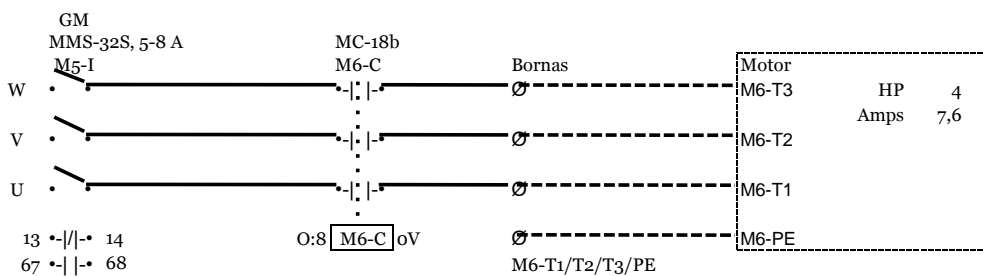 GM
MMS-32S, 5-8 A MC-18b
M5-I M6-C Bornas Motor
W M6-T3 HP 4
Amps 7,6
V M6-T2
U M6-T1
13 14 O:8 M6-C 0V M6-PE
67 68 M6-T1/T2/T3/PE